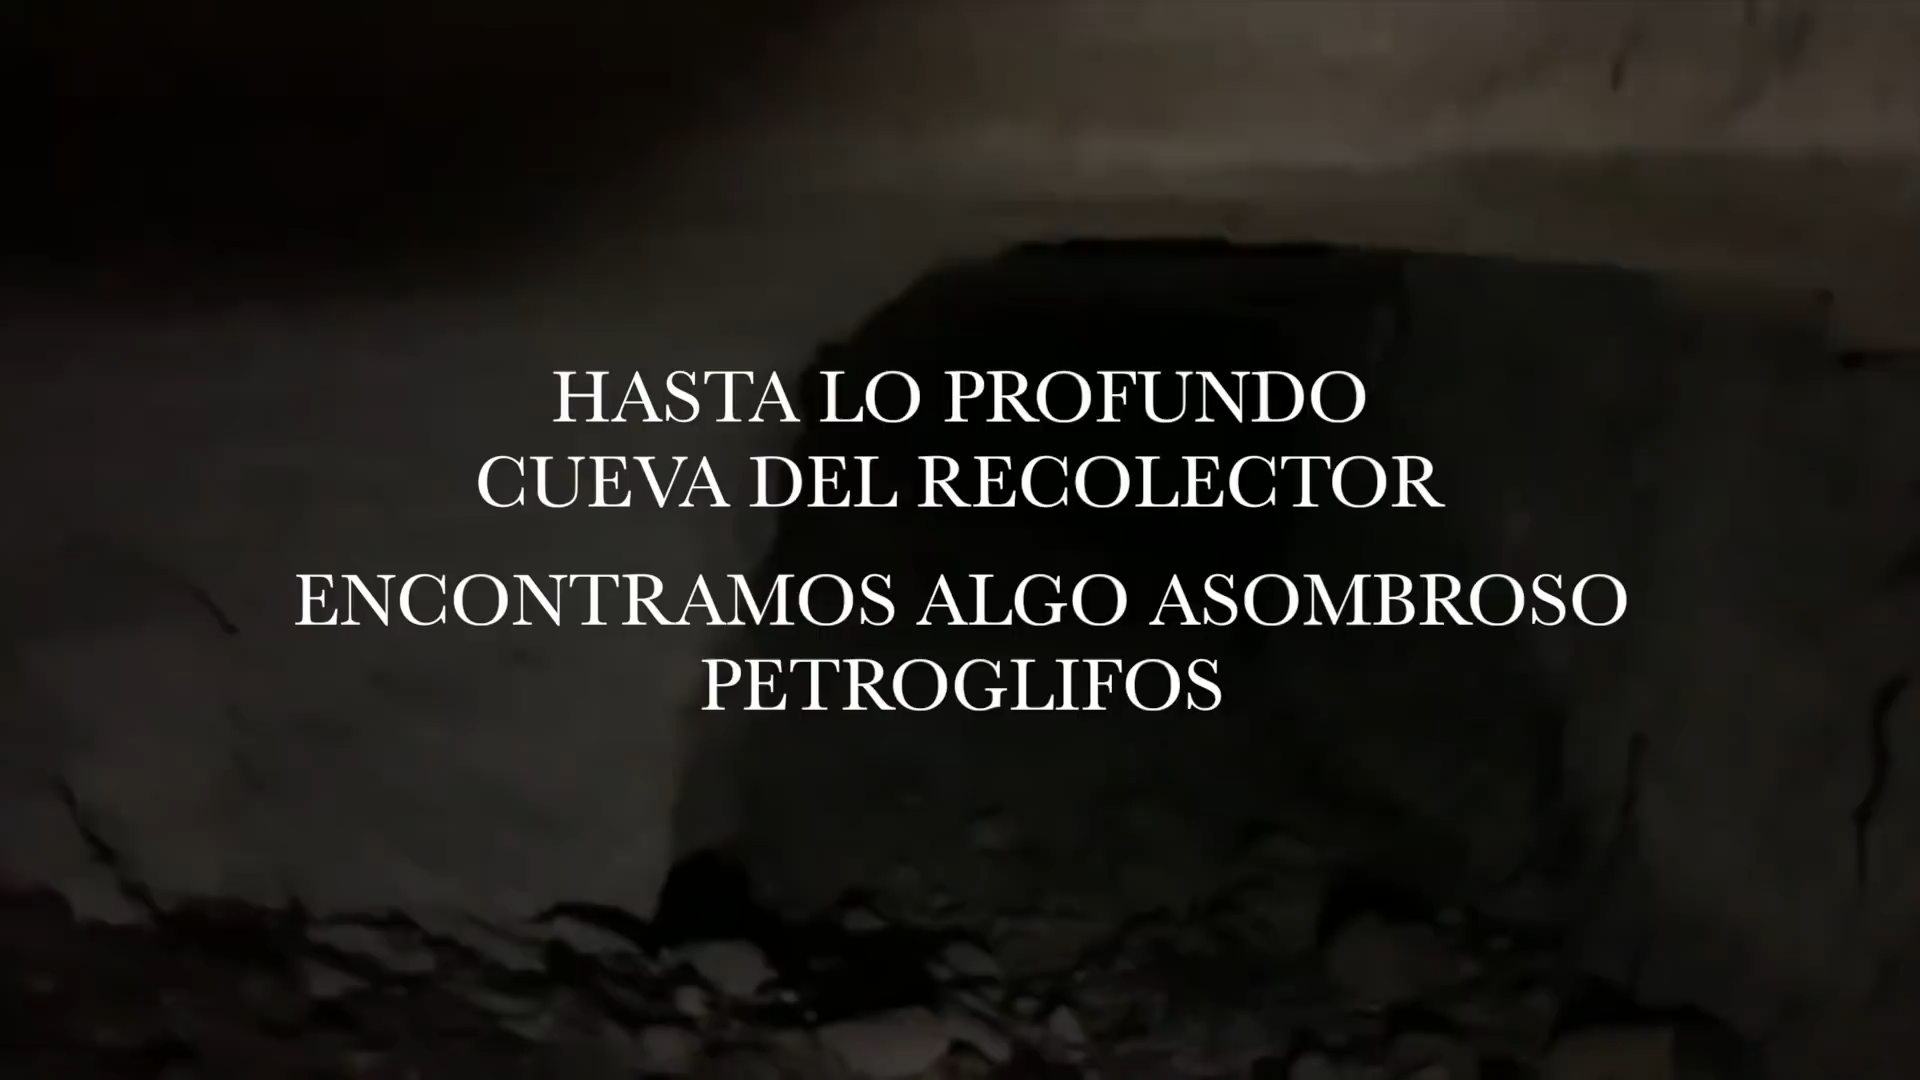 HASTA LO PROFUNDO
CUEVA DEL RECOLECTOR
ENCONTRAMOS ALGO ASOMBROSO
PETROGLIFOS